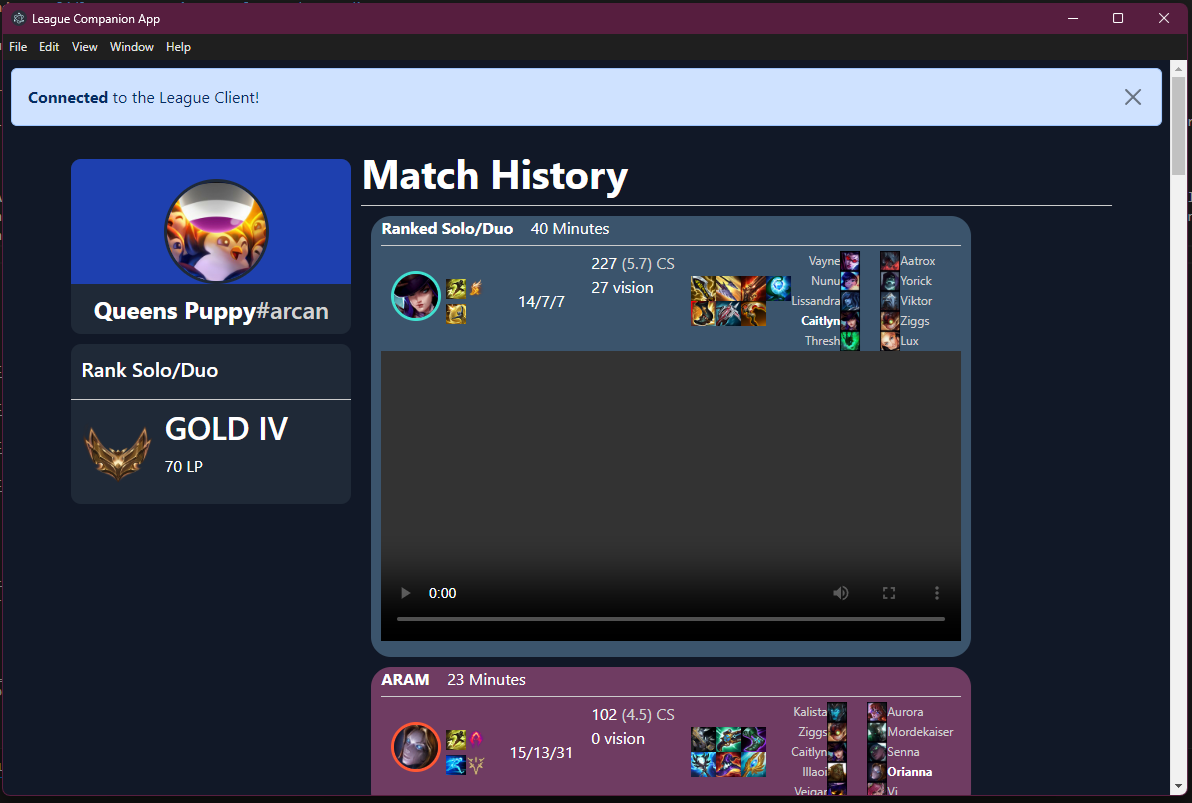 League Companion App
File Edit View Window Help
Connected to the League Client!
Queens Puppy#arcan
Rank Solo/Duo
GOLD IV
70 LP
Match History
Ranked Solo/Duo 40 Minutes
14/7/7
227 (5.7) CS
27 vision
Vayne Aatrox
Nunu Yorick
Lissandra Viktor
Caitlyn Ziggs
Thresh Lux
0:00
ARAM 23 Minutes
15/13/31
102 (4.5) CS
0 vision
Kalista Aurora
Ziggs Mordekaiser
Caitlyn Senna
Illaoi Orianna
Veigar Vi